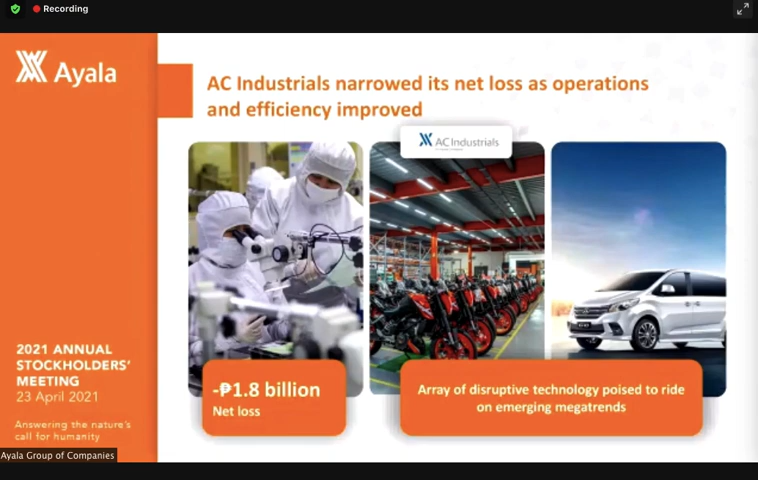 Recording
Ayala
AC Industrials narrowed its net loss as operations
and efficiency improved
AC Industrials
-₱1.8 billion
Net loss
Array of disruptive technology poised to ride
on emerging megatrends
2021 ANNUAL
STOCKHOLDERS'
MEETING
23 April 2021
Answering the nature's
call for humanity
Ayala Group of Companies